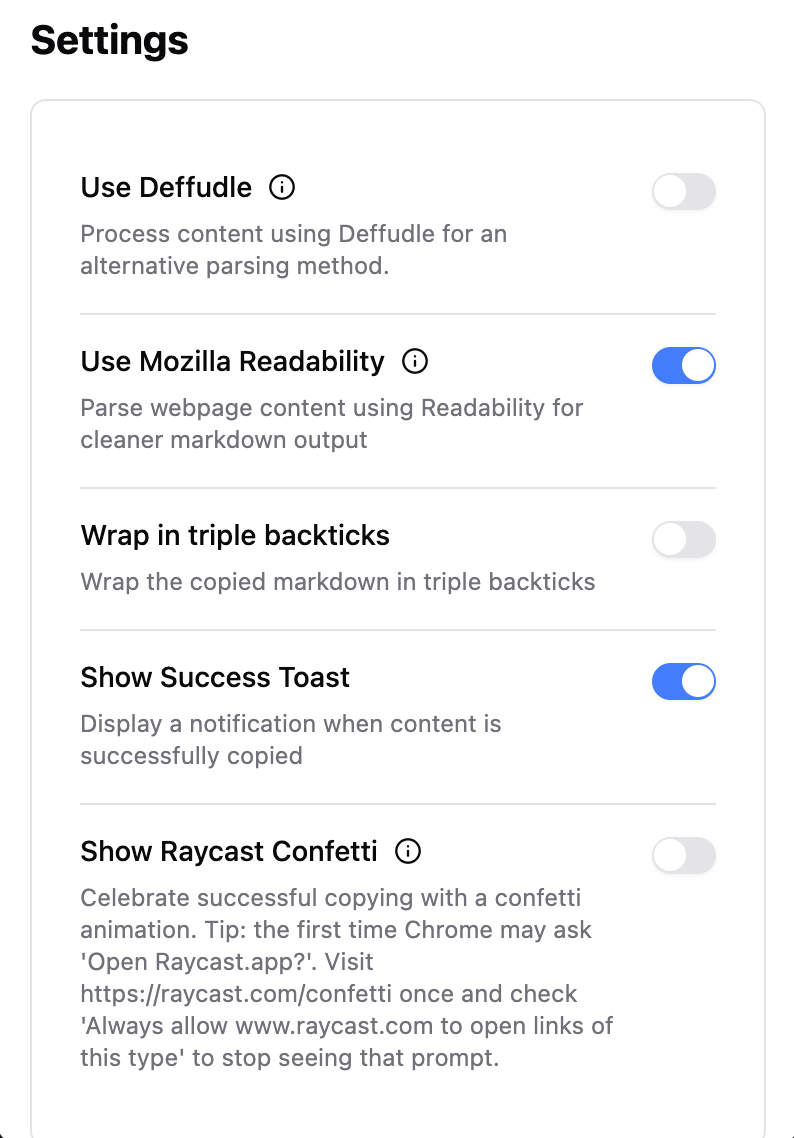 Settings
Use Deffudle
Process content using Deffudle for an
alternative parsing method.
Use Mozilla Readability
Parse webpage content using Readability for
cleaner markdown output
Wrap in triple backticks
Wrap the copied markdown in triple backticks
Show Success Toast
Display a notification when content is
successfully copied
Show Raycast Confetti
Celebrate successful copying with a confetti
animation. Tip: the first time Chrome may ask
'Open Raycast.app?'. Visit
https://raycast.com/confetti once and check
'Always allow www.raycast.com to open links of
this type' to stop seeing that prompt.